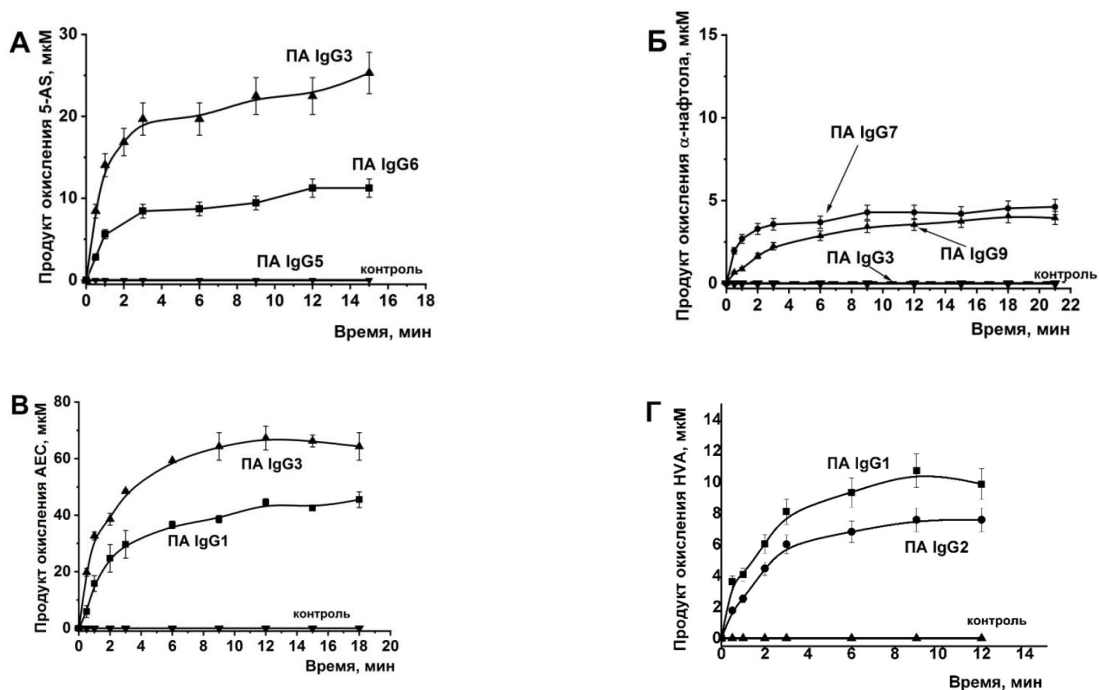 А
Продукт окисления 5-AS, мкМ
30
20
10
0
ПА IgG3
ПА IgG6
ПА IgG5
контроль
0 2 4 6 8 10 12 14 16 18
Время, мин
Б
Продукт окисления α-нафтола, мкМ
15
10
5
0
ПА IgG7
ПА IgG9
ПА IgG3
контроль
0 2 4 6 8 10 12 14 16 18 20 22
Время, мин
В
Продукт окисления AEC, мкМ
80
60
40
20
0
ПА IgG3
ПА IgG1
контроль
0 2 4 6 8 10 12 14 16 18 20
Время, мин
Г
Продукт окисления HVA, мкМ
14
12
10
8
6
4
2
0
ПА IgG1
ПА IgG2
контроль
0 2 4 6 8 10 12 14
Время, мин